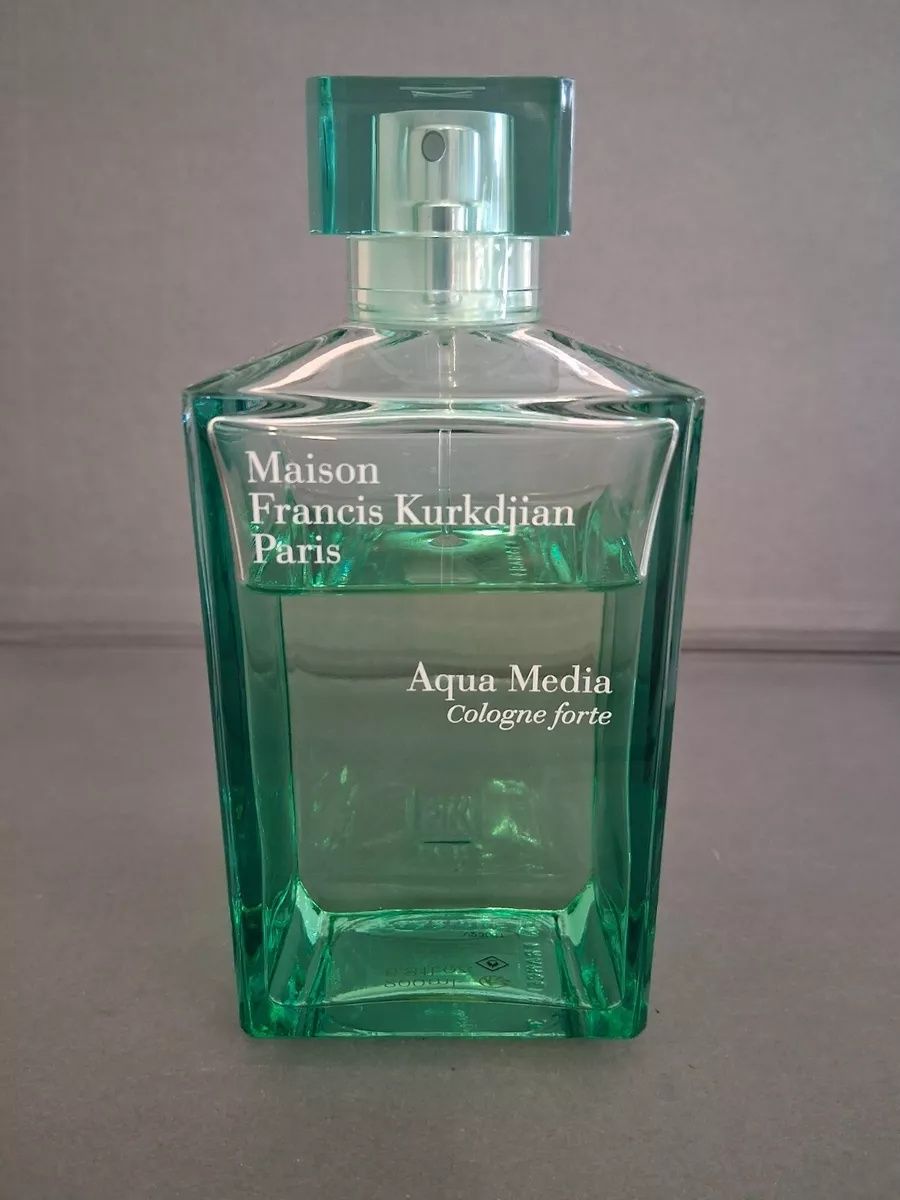 Maison
Francis Kurkdjian
Paris
Aqua Media
Cologne forte